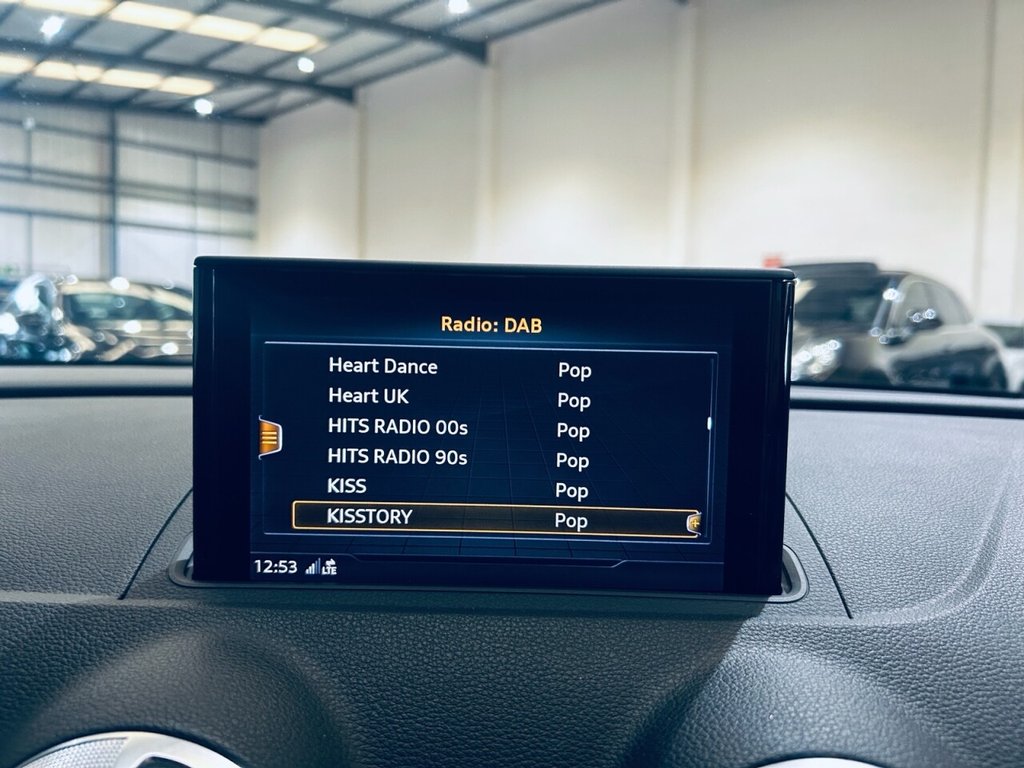 Radio: DAB
Heart Dance Pop
Heart UK Pop
HITS RADIO 00s Pop
HITS RADIO 90s Pop
KISS Pop
KISSTORY Pop
12:53 LTE